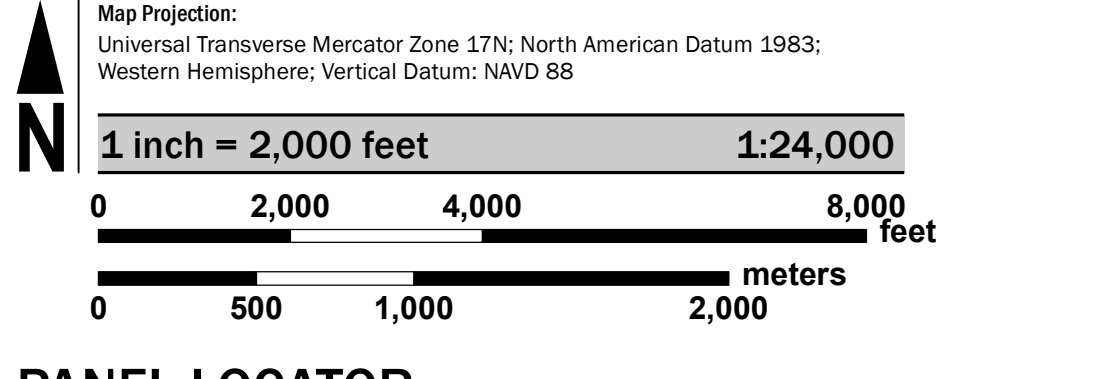 Map Projection:
Universal Transverse Mercator Zone 17N; North American Datum 1983;
Western Hemisphere; Vertical Datum: NAVD 88
N
1 inch = 2,000 feet 1:24,000
0 2,000 4,000 8,000
feet
meters
0 500 1,000 2,000
PANEL LOCATOR